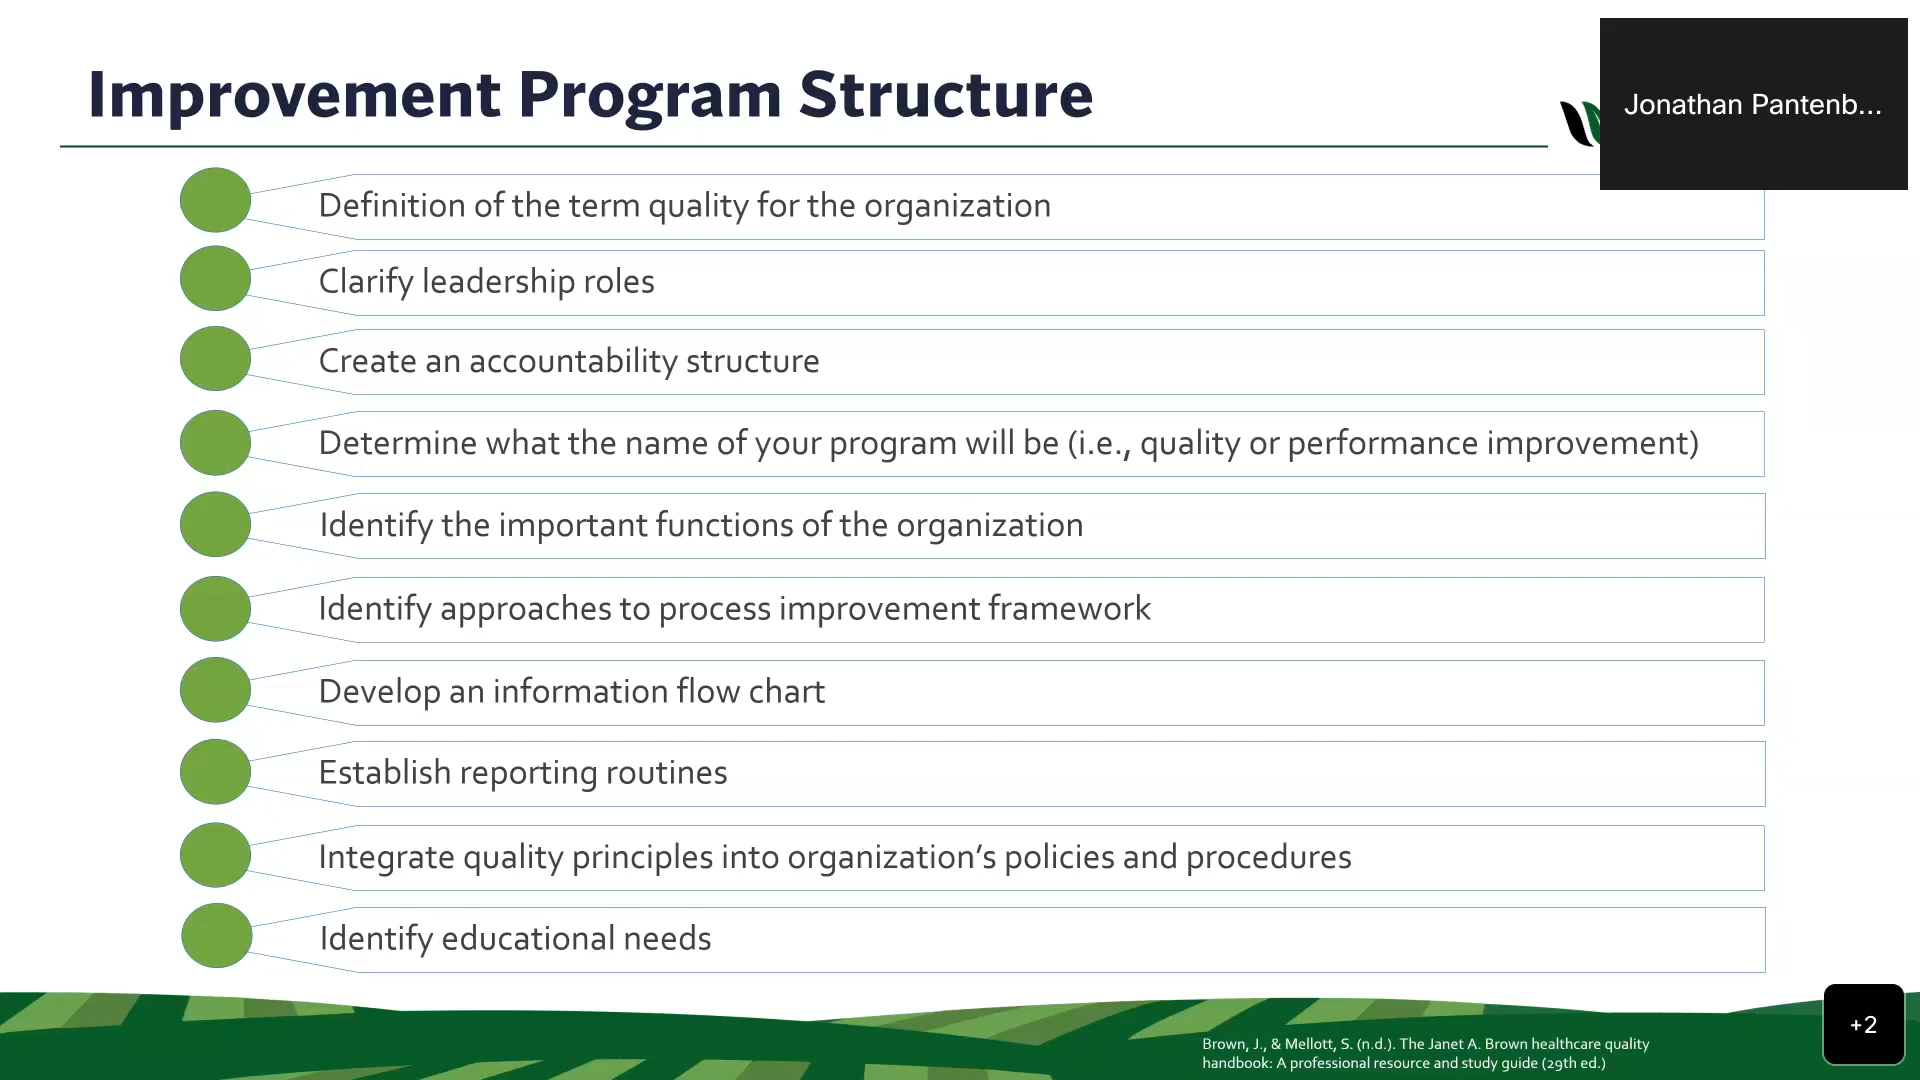 Improvement Program Structure
Jonathan Pantenb...
Definition of the term quality for the organization
Clarify leadership roles
Create an accountability structure
Determine what the name of your program will be (i.e., quality or performance improvement)
Identify the important functions of the organization
Identify approaches to process improvement framework
Develop an information flow chart
Establish reporting routines
Integrate quality principles into organization’s policies and procedures
Identify educational needs
+2
Brown, J., & Mellott, S. (n.d.). The Janet A. Brown healthcare quality
handbook: A professional resource and study guide (29th ed.)